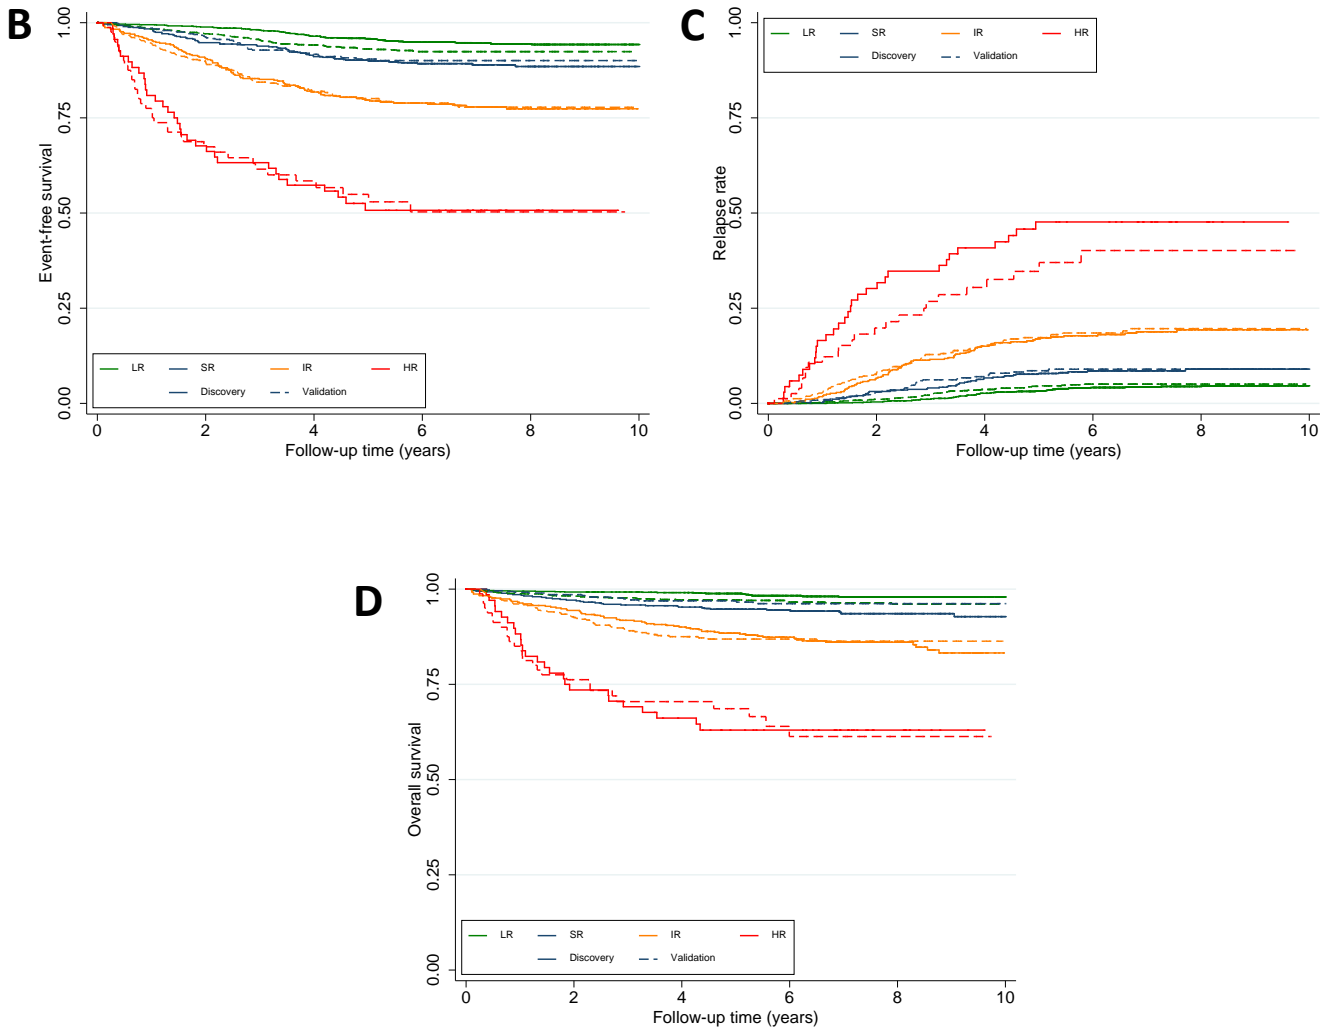 B
Event-free survival
1.00
0.75
0.50
0.25
0.00
LR SR IR HR
Discovery Validation
0 2 4 6 8 10
Follow-up time (years)
C
Relapse rate
1.00
0.75
0.50
0.25
0.00
LR SR IR HR
Discovery Validation
0 2 4 6 8 10
Follow-up time (years)
D
Overall survival
1.00
0.75
0.50
0.25
0.00
LR SR IR HR
Discovery Validation
0 2 4 6 8 10
Follow-up time (years)